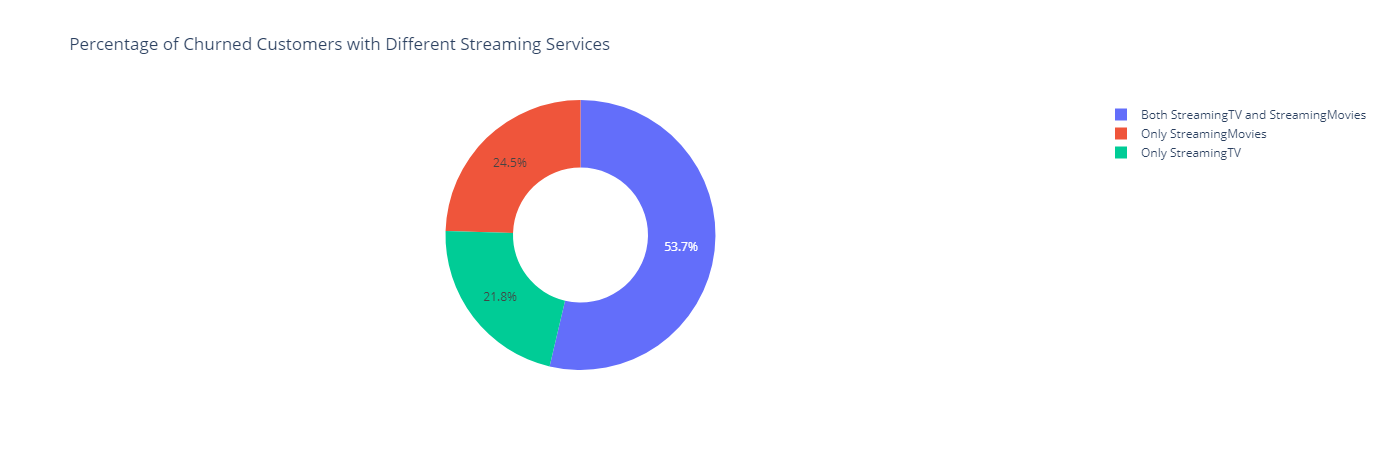 Percentage of Churned Customers with Different Streaming Services
Both StreamingTV and StreamingMovies
Only StreamingMovies
Only StreamingTV
24.5%
53.7%
21.8%